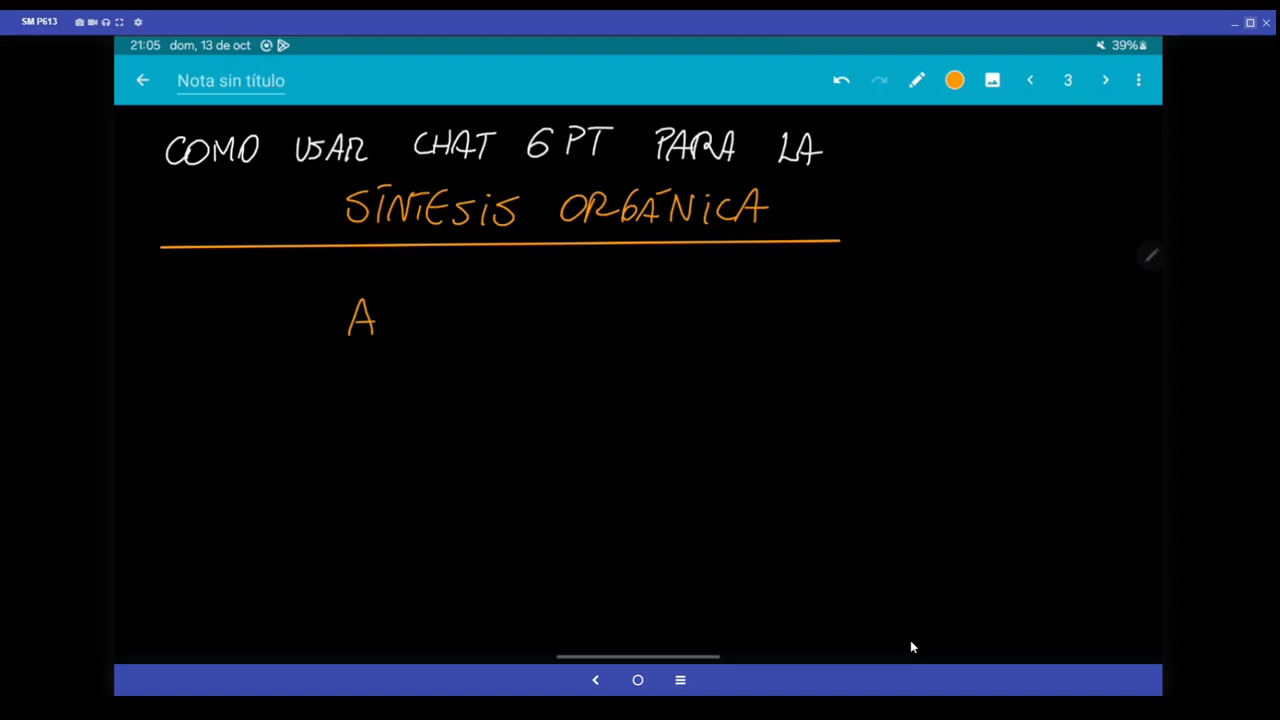 SM P613
21:05 dom, 13 de oct 39%
Nota sin título 3
COMO USAR CHAT GPT PARA LA
SÍNTESIS ORGÁNICA
A